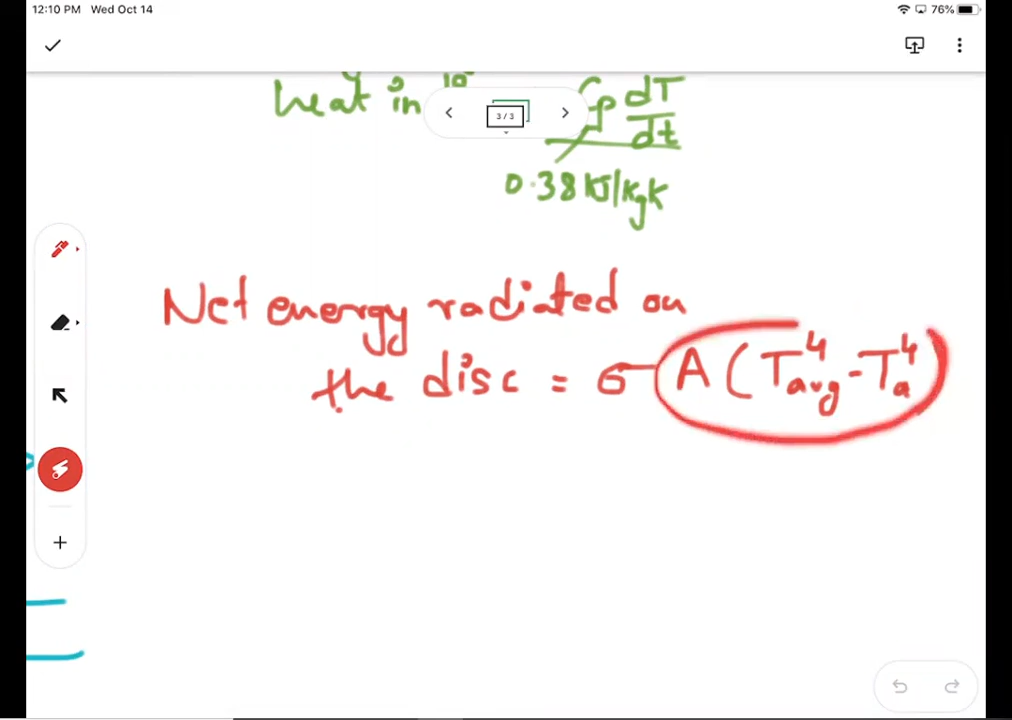 12:10 PM Wed Oct 14 76%
heat in
Cp dT/dt
3/3
0.38 kJ/kgK
Net energy radiated on
the disc = σ A (T⁴avg - T⁴a)